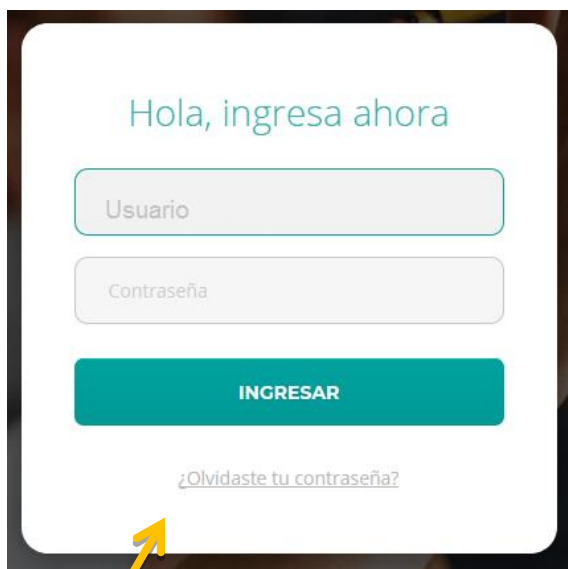 Hola, ingresa ahora
Usuario
Contraseña
INGRESAR
¿Olvidaste tu contraseña?